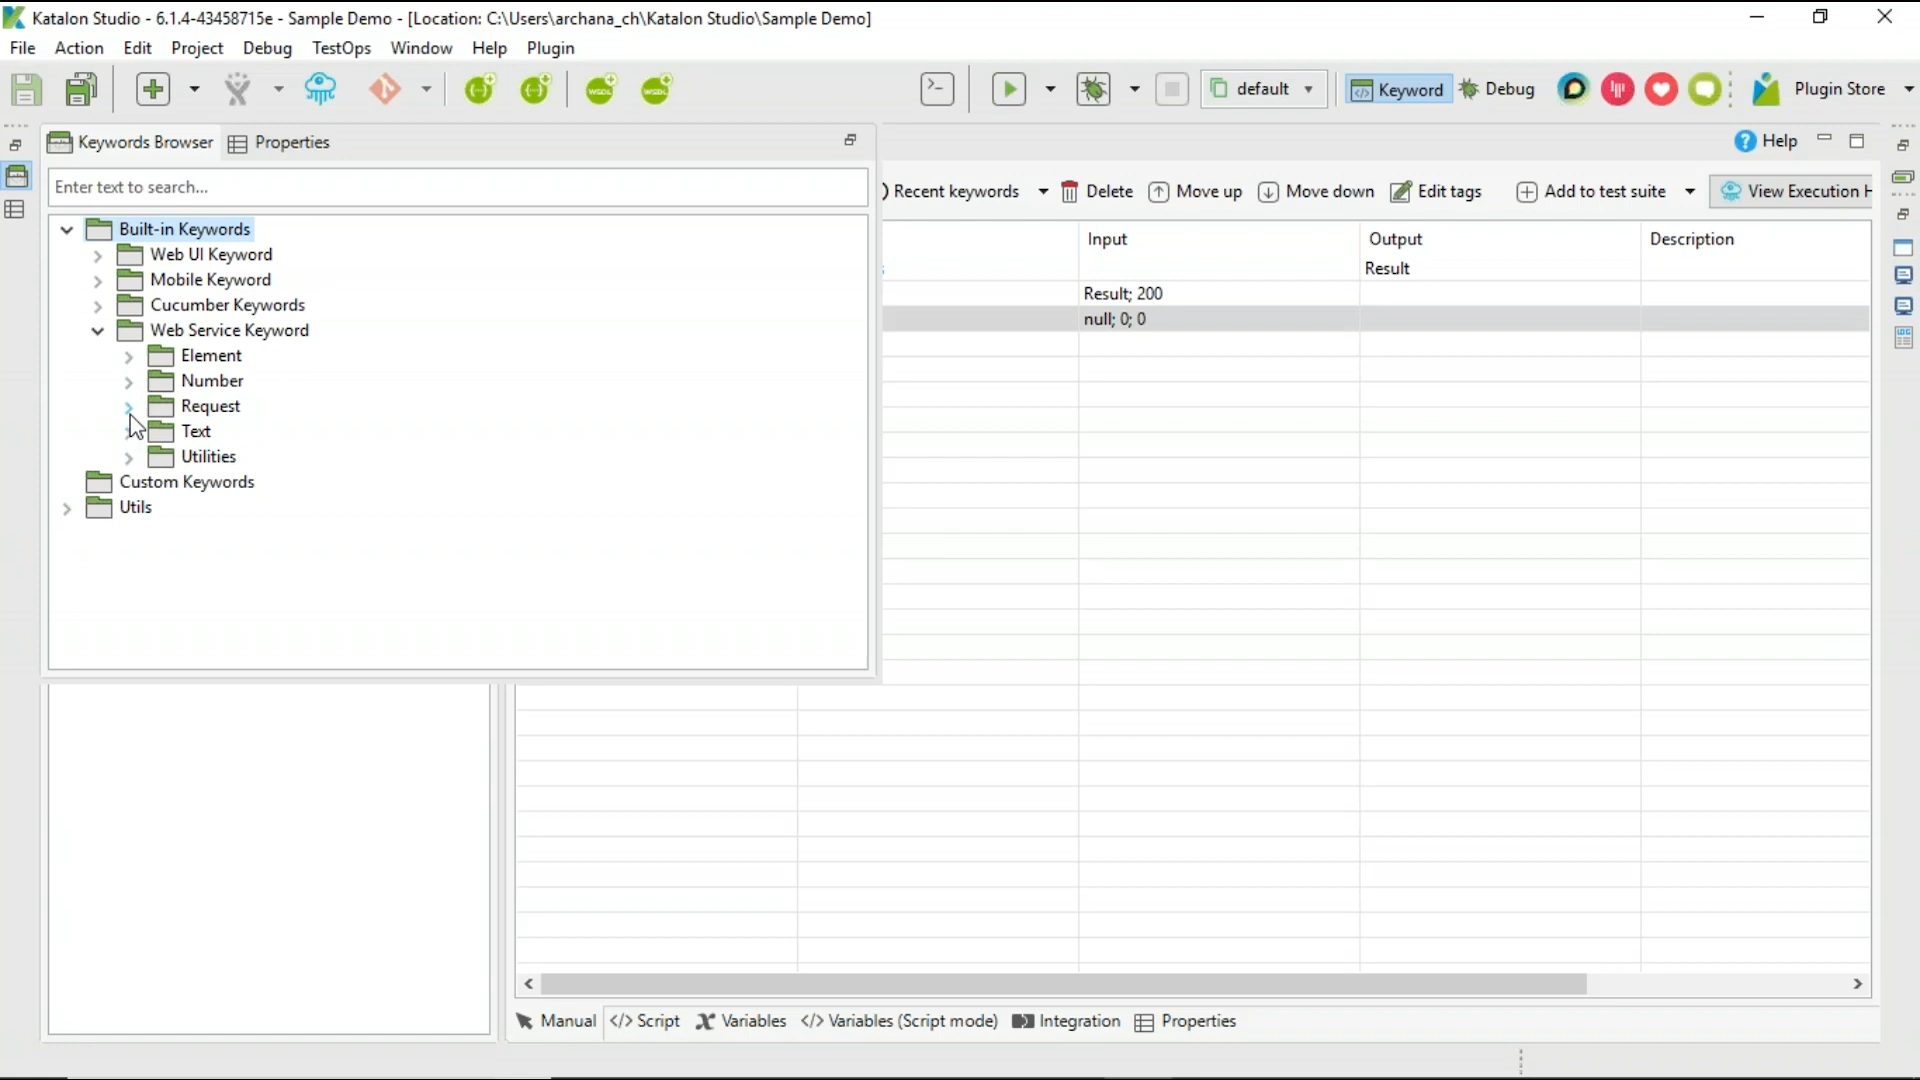 Katalon Studio - 6.1.4-43458715e - Sample Demo - [Location: C:\Users\archana_ch\Katalon Studio\Sample Demo]
File Action Edit Project Debug TestOps Window Help Plugin
default Keyword Debug Plugin Store
Keywords Browser Properties Help
Enter text to search...
Recent keywords Delete Move up Move down Edit tags Add to test suite View Execution H
Built-in Keywords
Web UI Keyword
Mobile Keyword
Cucumber Keywords
Web Service Keyword
Element
Number
Request
Text
Utilities
Custom Keywords
Utils
Input Output Description
Result
Result; 200
null; 0; 0
Manual </> Script Variables </> Variables (Script mode) Integration Properties